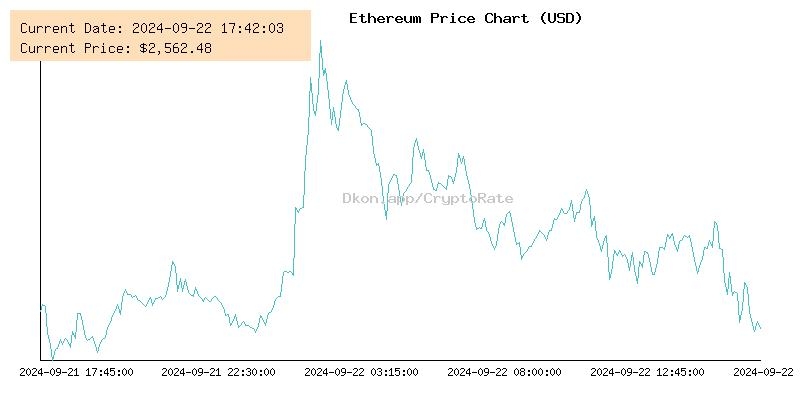 Ethereum Price Chart (USD)
Current Date: 2024-09-22 17:42:03
Current Price: $2,562.48
Dkon.app/CryptoRate
2024-09-21 17:45:00 2024-09-21 22:30:00 2024-09-22 03:15:00 2024-09-22 08:00:00 2024-09-22 12:45:00 2024-09-22